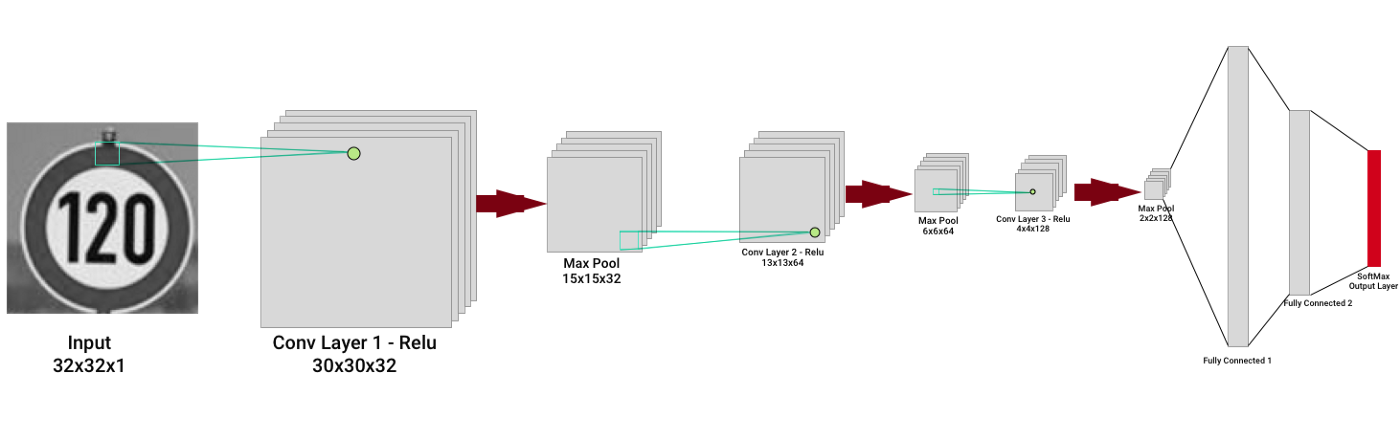 120
Input
32x32x1
Conv Layer 1 - Relu
30x30x32
Max Pool
15x15x32
Conv Layer 2 - Relu
13x13x64
Max Pool
6x6x64
Conv Layer 3 - Relu
4x4x128
Max Pool
2x2x128
Fully Connected 1
Fully Connected 2
SoftMax
Output Layer